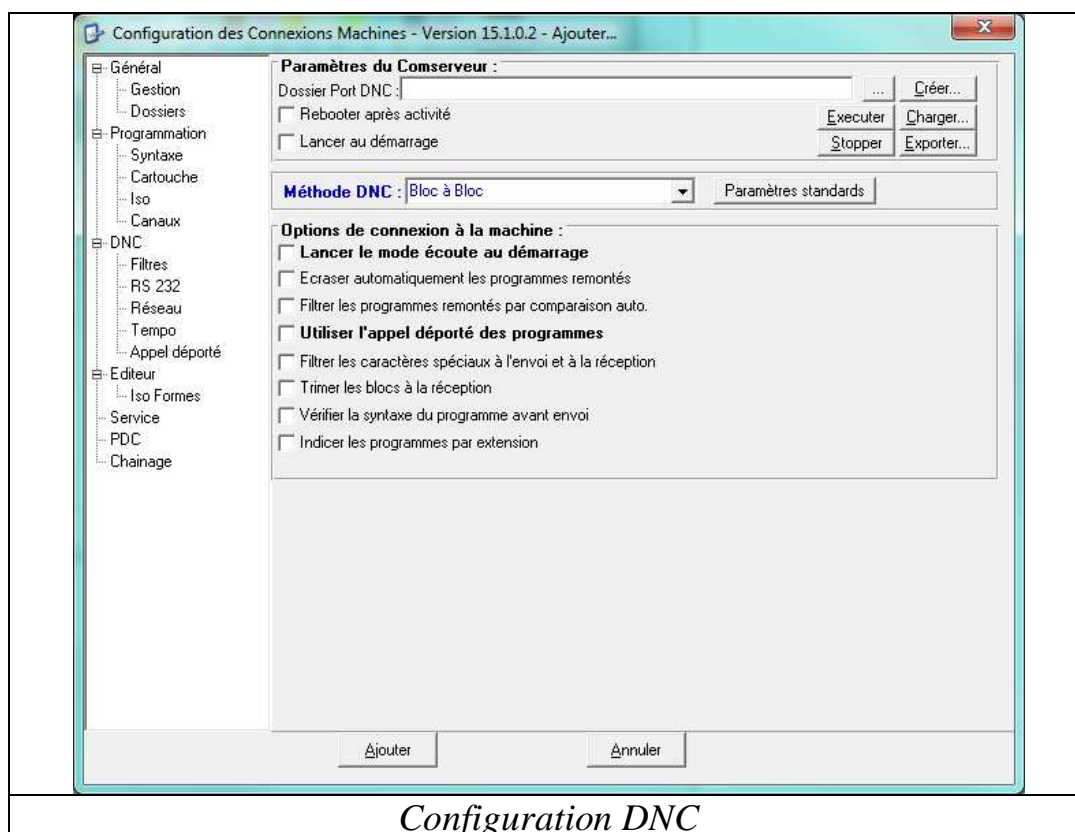 Configuration des Connexions Machines - Version 15.1.0.2 - Ajouter...
Général
Gestion
Dossiers
Programmation
Syntaxe
Cartouche
Iso
Canaux
DNC
Filtres
RS 232
Réseau
Tempo
Appel déporté
Editeur
Iso Formes
Service
PDC
Chainage
Paramètres du Comserveur :
Dossier Port DNC :
...
Créer...
Rebooter après activité
Executer
Charger...
Lancer au démarrage
Stopper
Exporter...
Méthode DNC : Bloc à Bloc
Paramètres standards
Options de connexion à la machine :
Lancer le mode écoute au démarrage
Ecraser automatiquement les programmes remontés
Filtrer les programmes remontés par comparaison auto.
Utiliser l'appel déporté des programmes
Filtrer les caractères spéciaux à l'envoi et à la réception
Trimer les blocs à la réception
Vérifier la syntaxe du programme avant envoi
Indicer les programmes par extension
Ajouter
Annuler
Configuration DNC